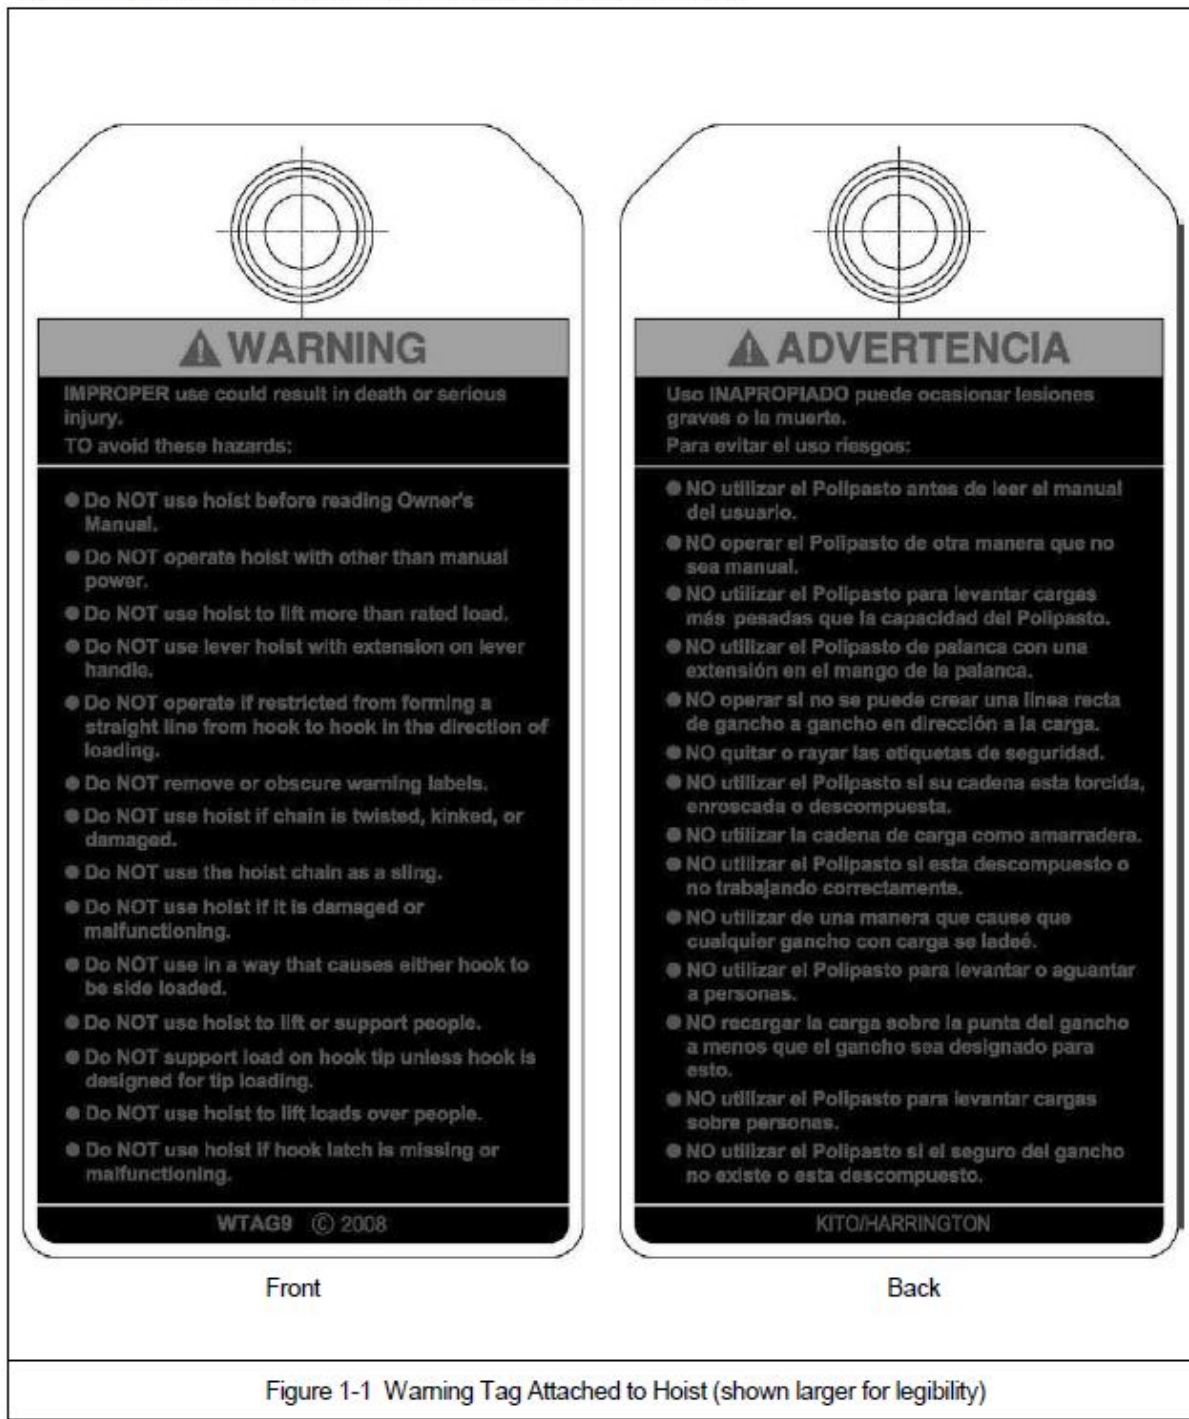 WARNING
IMPROPER use could result in death or serious
injury.
TO avoid these hazards:
● Do NOT use hoist before reading Owner's
Manual.
● Do NOT operate hoist with other than manual
power.
● Do NOT use hoist to lift more than rated load.
● Do NOT use lever hoist with extension on lever
handle.
● Do NOT operate if restricted from forming a
straight line from hook to hook in the direction of
loading.
● Do NOT remove or obscure warning labels.
● Do NOT use hoist if chain is twisted, kinked, or
damaged.
● Do NOT use the hoist chain as a sling.
● Do NOT use hoist if it is damaged or
malfunctioning.
● Do NOT use in a way that causes either hook to
be side loaded.
● Do NOT use hoist to lift or support people.
● Do NOT support load on hook tip unless hook is
designed for tip loading.
● Do NOT use hoist to lift loads over people.
● Do NOT use hoist if hook latch is missing or
malfunctioning.
WTAG9 © 2008
Front
ADVERTENCIA
Uso INAPROPIADO puede ocasionar lesiones
graves o la muerte.
Para evitar el uso riesgos:
● NO utilizar el Polipasto antes de leer el manual
del usuario.
● NO operar el Polipasto de otra manera que no
sea manual.
● NO utilizar el Polipasto para levantar cargas
más pesadas que la capacidad del Polipasto.
● NO utilizar el Polipasto de palanca con una
extensión en el mango de la palanca.
● NO operar si no se puede crear una linea recta
de gancho a gancho en dirección a la carga.
● NO quitar o rayar las etiquetas de seguridad.
● NO utilizar el Polipasto si su cadena esta torcida,
enroscada o descompuesta.
● NO utilizar la cadena de carga como amarradera.
● NO utilizar el Polipasto si esta descompuesto o
no trabajando correctamente.
● NO utilizar de una manera que cause que
cualquier gancho con carga se ladeé.
● NO utilizar el Polipasto para levantar o aguantar
a personas.
● NO recargar la carga sobre la punta del gancho
a menos que el gancho sea designado para
esto.
● NO utilizar el Polipasto para levantar cargas
sobre personas.
● NO utilizar el Polipasto si el seguro del gancho
no existe o esta descompuesto.
KITO/HARRINGTON
Back
Figure 1-1 Warning Tag Attached to Hoist (shown larger for legibility)